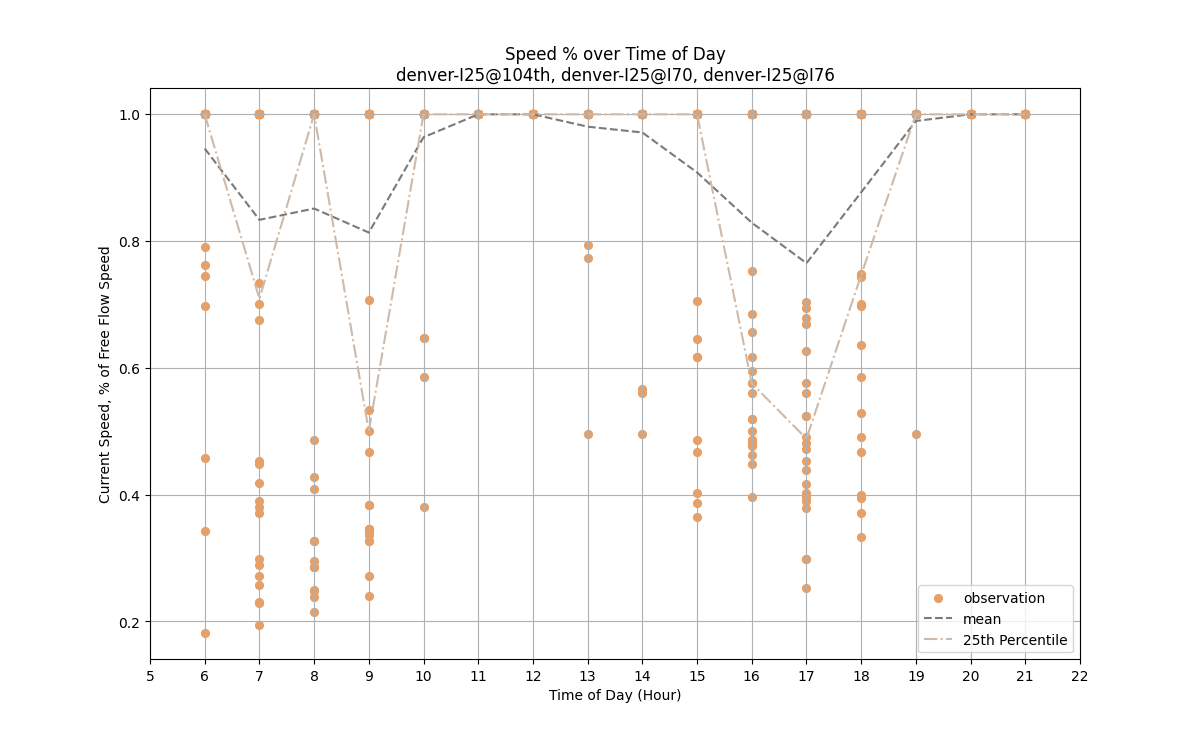 Speed % over Time of Day
denver-I25@104th, denver-I25@I70, denver-I25@I76
Current Speed, % of Free Flow Speed
1.0
0.8
0.6
0.4
0.2
observation
mean
25th Percentile
5 6 7 8 9 10 11 12 13 14 15 16 17 18 19 20 21 22
Time of Day (Hour)